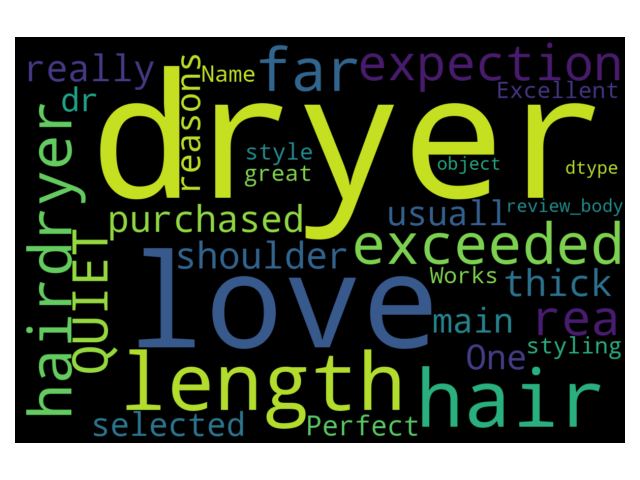 really
dr
Name
far
expection
Excellent
reasons
dryer
hairdryer
style
great
object
dtype
purchased
usuall
review_body
QUIET
shoulder
exceeded
love
Works
thick
main
rea
length
One
styling
hair
selected
Perfect